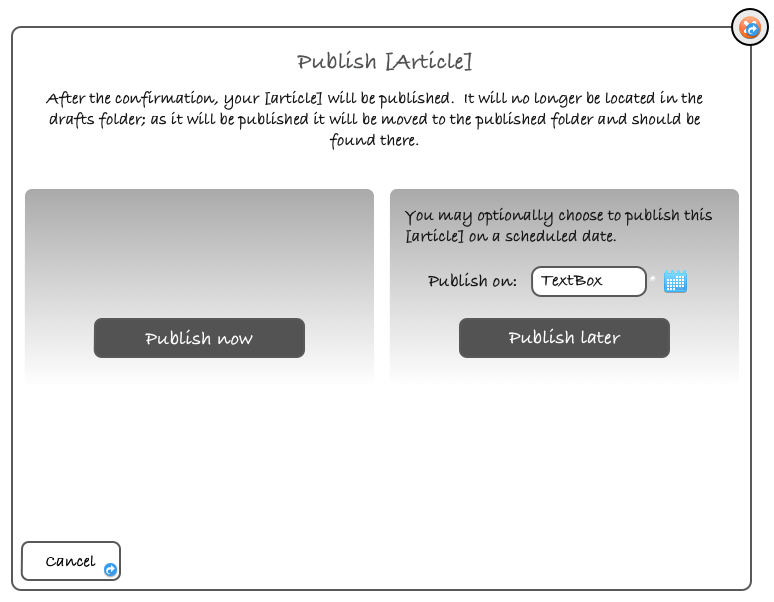 Publish [Article]
After the confirmation, your [article] will be published.  It will no longer be located in the
drafts folder; as it will be published it will be moved to the published folder and should be
found there.
You may optionally choose to publish this
[article] on a scheduled date.
Publish on: TextBox *
Publish now
Publish later
Cancel